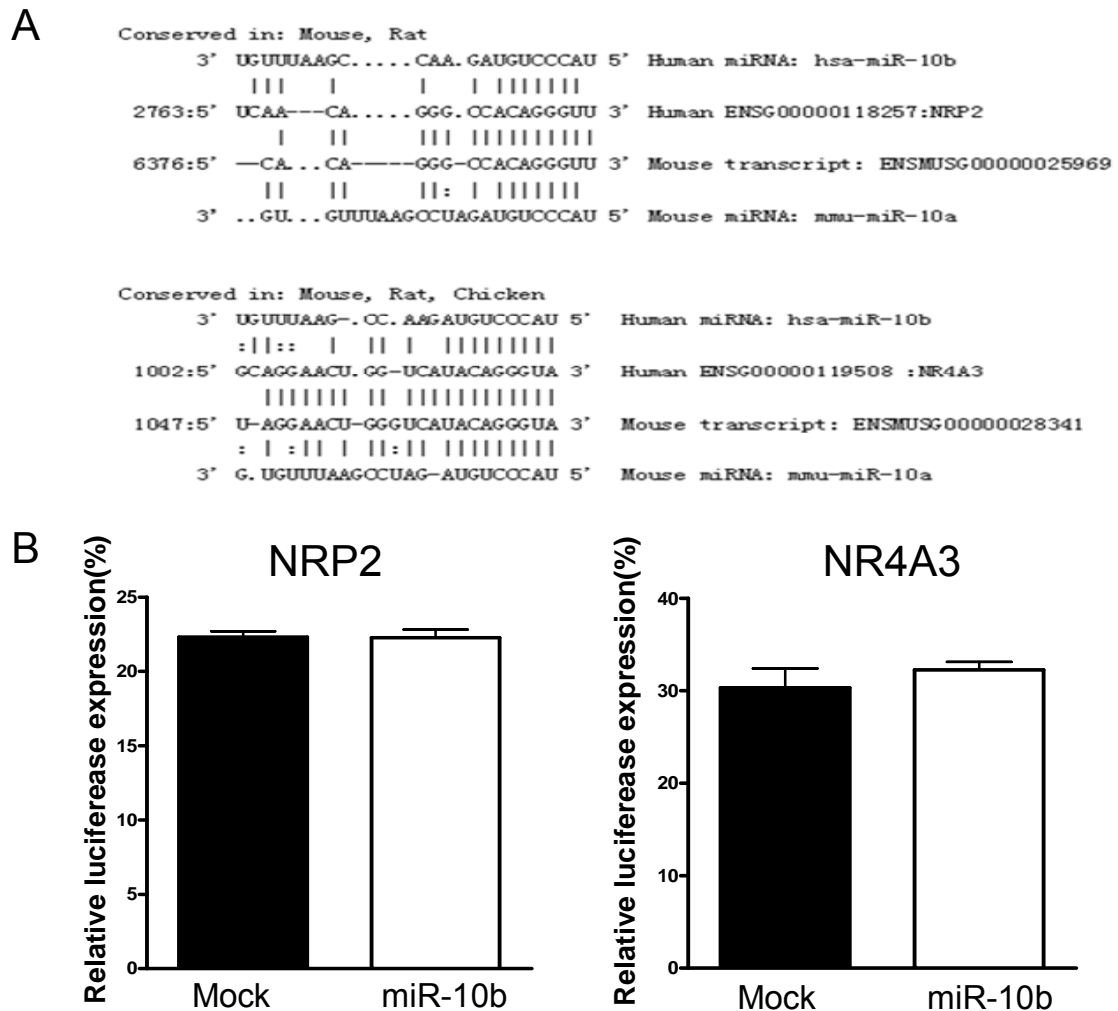 A
Conserved in: Mouse, Rat
3' UGUUUAAGC.....CAA.GAUGUCCCAU 5' Human miRNA: hsa-miR-10b
||| | | | |||||||
2763:5' UCAA---CA.....GGG.CCACAGGGUU 3' Human ENSG00000118257:NRP2
| || ||| ||||||||||
6376:5' —CA...CA-----GGG-CCACAGGGUU 3' Mouse transcript: ENSMUSG00000025969
|| || ||: | |||||||
3' ..GU...GUUUAAGCCUAGAUGUCCCAU 5' Mouse miRNA: mmu-miR-10a
Conserved in: Mouse, Rat, Chicken
3' UGUUUAAG-.CC.AAGAUGUCCCAU 5' Human miRNA: hsa-miR-10b
:||:: | || | |||||||||
1002:5' GCAGGAACU.GG-UCAUACAGGGUA 3' Human ENSG00000119508 :NR4A3
||||||| || ||||||||||||
1047:5' U-AGGAACU-GGGUCAUACAGGGUA 3' Mouse transcript: ENSMUSG00000028341
: | :|| | ||:|| |||||||||
3' G.UGUUUAAGCCUAG-AUGUCCCAU 5' Mouse miRNA: mmu-miR-10a
B
NRP2
Relative luciferease expression(%)
25
20
15
10
5
0
Mock miR-10b
NR4A3
Relative luciferease expression(%)
40
30
20
10
0
Mock miR-10b